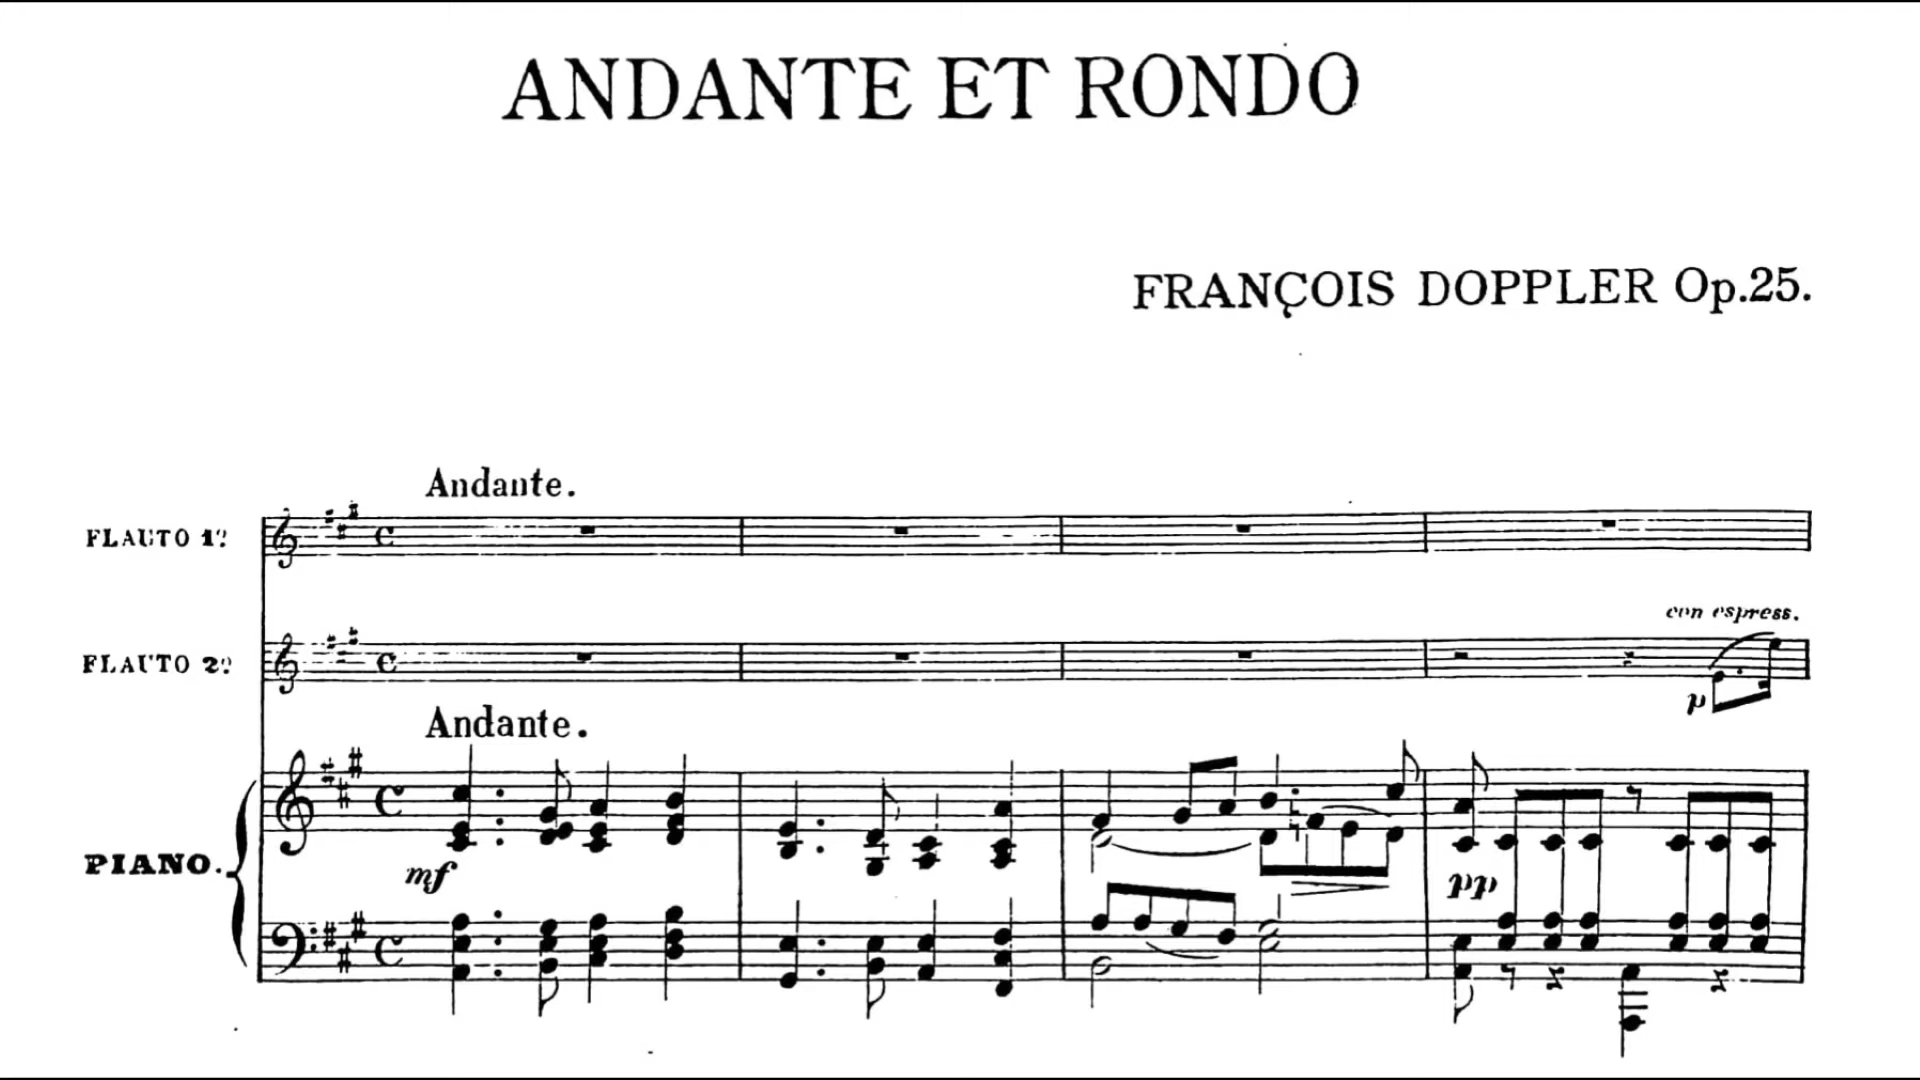 ANDANTE ET RONDO
FRANÇOIS DOPPLER Op.25.
Andante.
FLAUTO 1º
con espress.
FLAUTO 2º
p
Andante.
PIANO.
mf
pp